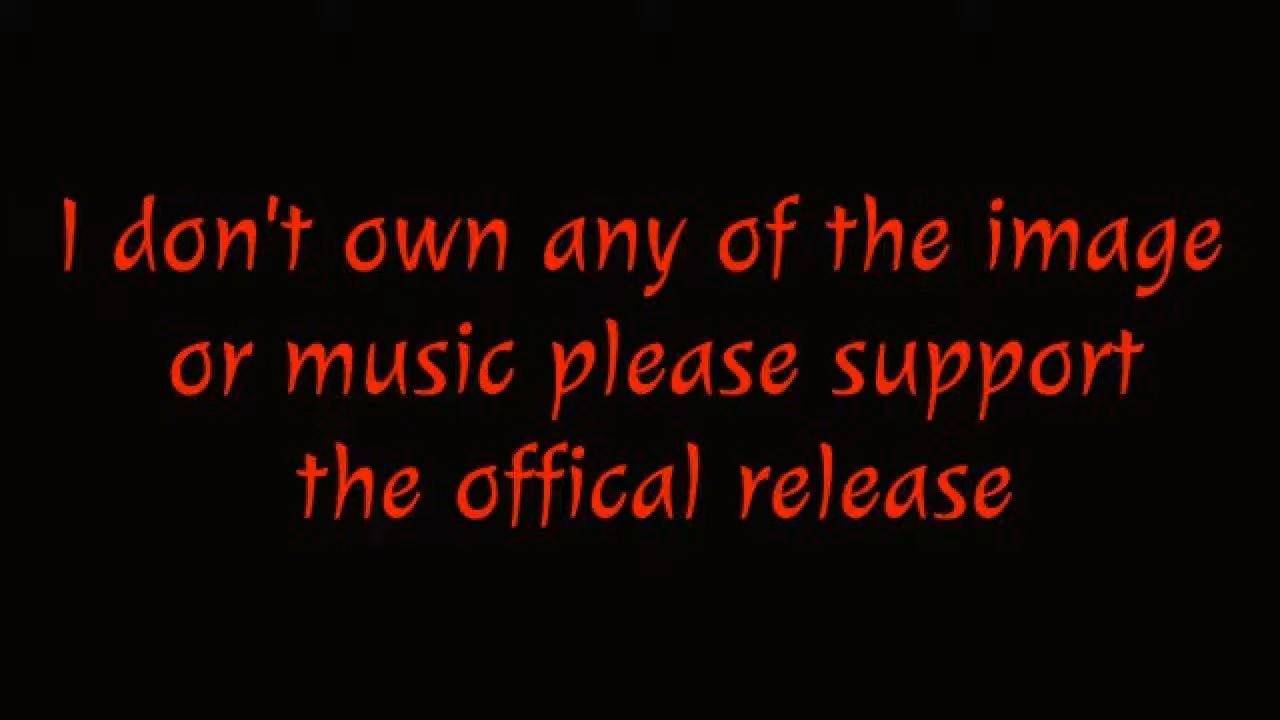 I don't own any of the image
or music please support
the offical release